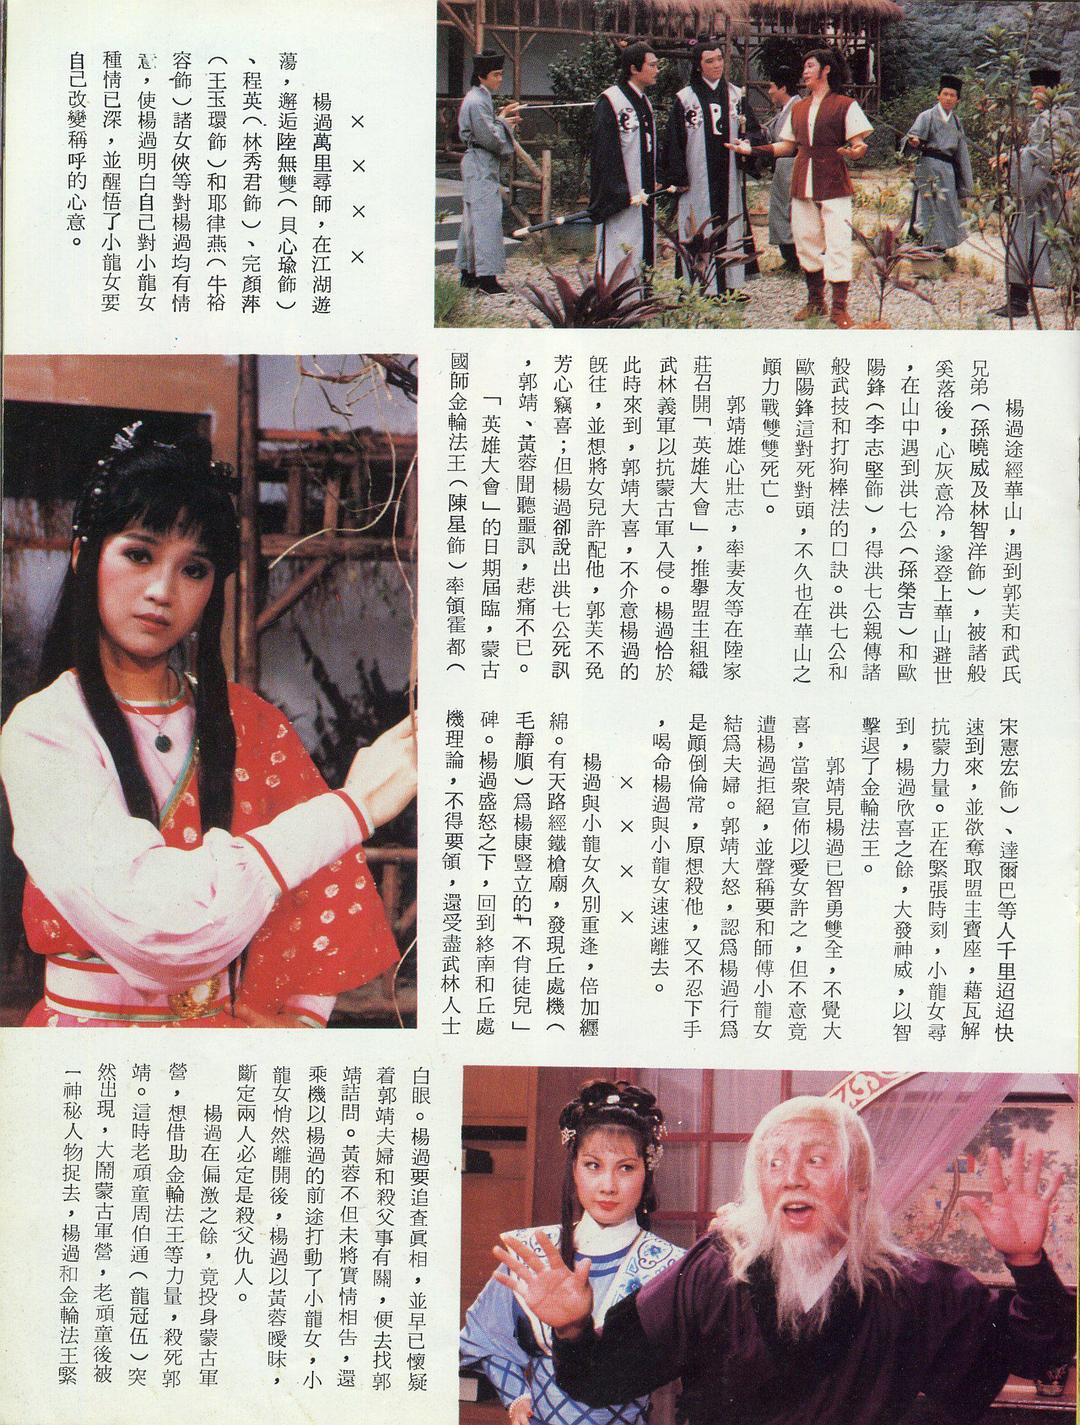 ××××
楊過萬里尋師，在江湖遊
蕩，邂逅陸無雙（貝心瑜飾）
、程英（林秀君飾）、完顏萍
（王玉環飾）和耶律燕（牛裕
容飾）諸女俠等對楊過均有情
意，使楊過明白自己對小龍女
種情已深，並醒悟了小龍女要
自己改變稱呼的心意。
楊過途經華山，遇到郭芙和武氏
兄弟（孫曉威及林智洋飾），被諸般
奚落後，心灰意冷，遂登上華山避世
，在山中遇到洪七公（孫榮吉）和歐
陽鋒（李志堅飾），得洪七公親傳諸
般武技和打狗棒法的口訣。洪七公和
歐陽鋒這對死對頭，不久也在華山之
顚力戰雙雙死亡。
郭靖雄心壯志，率妻友等在陸家
莊召開「英雄大會」，推擧盟主組織
武林義軍以抗蒙古軍入侵。楊過恰於
此時來到，郭靖大喜，不介意楊過的
旣往，並想將女兒許配他，郭芙不免
芳心竊喜；但楊過卻說出洪七公死訊
，郭靖、黃蓉聞聽噩訊，悲痛不已。
「英雄大會」的日期屆臨，蒙古
國師金輪法王（陳星飾）率領霍都（
宋憲宏飾）、達爾巴等人千里迢迢快
速到來，並欲奪取盟主寶座，藉瓦解
抗蒙力量。正在緊張時刻，小龍女尋
到，楊過欣喜之餘，大發神威，以智
擊退了金輪法王。
郭靖見楊過已智勇雙全，不覺大
喜，當衆宣佈以愛女許之，但不意竟
遭楊過拒絕，並聲稱要和師傅小龍女
結爲夫婦。郭靖大怒，認爲楊過行爲
是顚倒倫常，原想殺他，又不忍下手
，喝命楊過與小龍女速速離去。
××××
楊過與小龍女久別重逢，倍加纒
綿。有天路經鐵槍廟，發現丘處機（
毛靜順）爲楊康豎立的「不肖徒兒」
碑。楊過盛怒之下，回到終南和丘處
機理論，不得要領，還受盡武林人士
白眼。楊過要追查眞相，並早已懷疑
着郭靖夫婦和殺父事有關，便去找郭
靖詰問。黃蓉不但未將實情相告，還
乘機以楊過的前途打動了小龍女，小
龍女悄然離開後，楊過以黃蓉曖昧，
斷定兩人必定是殺父仇人。
楊過在偏激之餘，竟投身蒙古軍
營，想借助金輪法王等力量，殺死郭
靖。這時老頑童周伯通（龍冠伍）突
然出現，大鬧蒙古軍營，老頑童後被
一神秘人物捉去，楊過和金輪法王緊